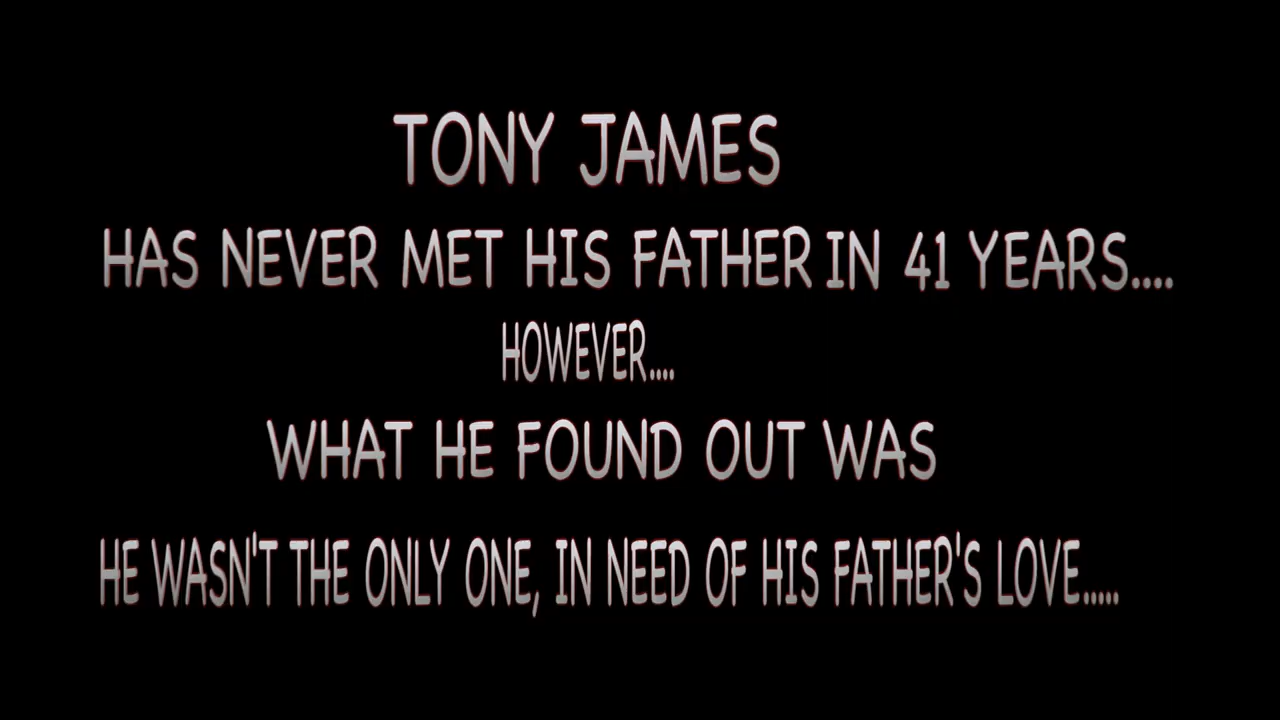 TONY JAMES
HAS NEVER MET HIS FATHER IN 41 YEARS....
HOWEVER....
WHAT HE FOUND OUT WAS
HE WASN'T THE ONLY ONE, IN NEED OF HIS FATHER'S LOVE.....